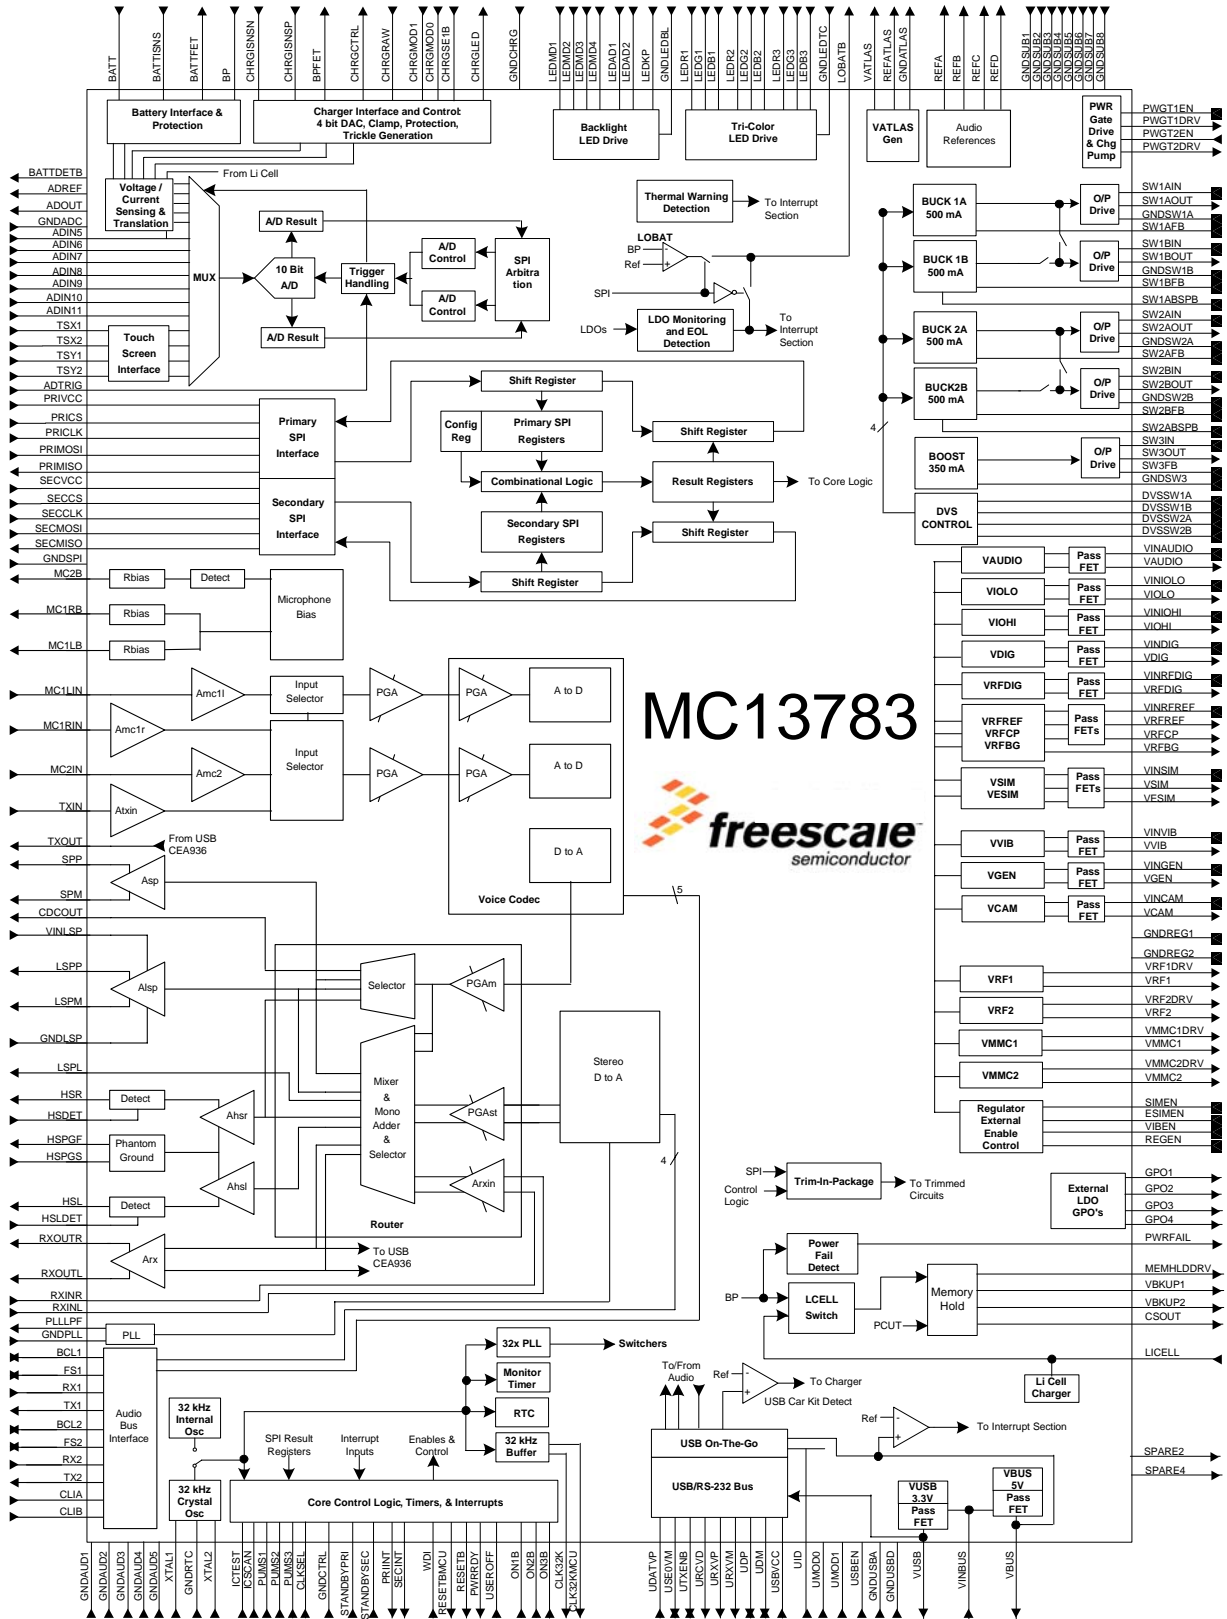 BATT
BATTISNS
BATTFET
BP
CHRGISNSN
CHRGISNSP
BPFET
CHRGCTRL
CHRGRAW
CHRGMOD1
CHRGMOD0
CHRGSE1B
CHRGLED
GNDCHRG
LEDMD1
LEDMD2
LEDMD3
LEDMD4
LEDAD1
LEDAD2
LEDKP
GNDLEDBL
LEDR1
LEDG1
LEDB1
LEDR2
LEDG2
LEDB2
LEDR3
LEDG3
LEDB3
GNDLEDTC
LOBATB
VATLAS
REFATLAS
GNDATLAS
REFA
REFB
REFC
REFD
GNDSUB1
GNDSUB2
GNDSUB3
GNDSUB4
GNDSUB5
GNDSUB6
GNDSUB7
GNDSUB8
Battery Interface &
Protection
Charger Interface and Control:
4 bit DAC, Clamp, Protection,
Trickle Generation
Backlight
LED Drive
Tri-Color
LED Drive
VATLAS
Gen
Audio
References
PWR
Gate
Drive
& Chg
Pump
PWGT1EN
PWGT1DRV
PWGT2EN
PWGT2DRV
BATTDETB
ADREF
ADOUT
GNDADC
ADIN5
ADIN6
ADIN7
ADIN8
ADIN9
ADIN10
ADIN11
TSX1
TSX2
TSY1
TSY2
ADTRIG
From Li Cell
Voltage /
Current
Sensing &
Translation
MUX
Touch
Screen
Interface
A/D Result
10 Bit
A/D
A/D Result
Trigger
Handling
A/D
Control
A/D
Control
SPI
Arbitra
tion
Thermal Warning
Detection
To Interrupt
Section
LOBAT
BP
Ref
-
+
SPI
LDOs
LDO Monitoring
and EOL
Detection
To
Interrupt
Section
BUCK 1A
500 mA
BUCK 1B
500 mA
BUCK 2A
500 mA
BUCK2B
500 mA
BOOST
350 mA
DVS
CONTROL
4
O/P
Drive
O/P
Drive
O/P
Drive
O/P
Drive
O/P
Drive
SW1AIN
SW1AOUT
GNDSW1A
SW1AFB
SW1BIN
SW1BOUT
GNDSW1B
SW1BFB
SW1ABSPB
SW2AIN
SW2AOUT
GNDSW2A
SW2AFB
SW2BIN
SW2BOUT
GNDSW2B
SW2BFB
SW2ABSPB
SW3IN
SW3OUT
SW3FB
GNDSW3
DVSSW1A
DVSSW1B
DVSSW2A
DVSSW2B
PRIVCC
PRICS
PRICLK
PRIMOSI
PRIMISO
SECVCC
SECCS
SECCLK
SECMOSI
SECMISO
GNDSPI
Primary
SPI
Interface
Secondary
SPI
Interface
Shift Register
Config
Reg
Primary SPI
Registers
Combinational Logic
Secondary SPI
Registers
Shift Register
Shift Register
Result Registers
Shift Register
To Core Logic
MC2B
MC1RB
MC1LB
Rbias
Detect
Rbias
Rbias
Microphone
Bias
MC1LIN
MC1RIN
MC2IN
TXIN
Amc1l
Amc1r
Amc2
Atxin
Input
Selector
Input
Selector
PGA
PGA
PGA
PGA
A to D
A to D
D to A
Voice Codec
5
MC13783
freescale
semiconductor
VAUDIO
VIOLO
VIOHI
VDIG
VRFDIG
VRFREF
VRFCP
VRFBG
VSIM
VESIM
VVIB
VGEN
VCAM
VRF1
VRF2
VMMC1
VMMC2
Regulator
External
Enable
Control
Pass
FET
Pass
FET
Pass
FET
Pass
FET
Pass
FET
Pass
FETs
Pass
FETs
Pass
FET
Pass
FET
Pass
FET
VINAUDIO
VAUDIO
VINIOLO
VIOLO
VINIOHI
VIOHI
VINDIG
VDIG
VINRFDIG
VRFDIG
VINRFREF
VRFREF
VRFCP
VRFBG
VINSIM
VSIM
VESIM
VINVIB
VVIB
VINGEN
VGEN
VINCAM
VCAM
GNDREG1
GNDREG2
VRF1DRV
VRF1
VRF2DRV
VRF2
VMMC1DRV
VMMC1
VMMC2DRV
VMMC2
SIMEN
ESIMEN
VIBEN
REGEN
TXOUT
SPP
SPM
CDCOUT
VINLSP
LSPP
LSPM
GNDLSP
LSPL
HSR
HSDET
HSPGF
HSPGS
HSL
HSLDET
RXOUTR
RXOUTL
RXINR
RXINL
From USB
CEA936
Asp
Alsp
Detect
Phantom
Ground
Detect
Ahsr
Ahsl
Arx
Selector
PGAm
Mixer
&
Mono
Adder
&
Selector
PGAst
Arxin
Router
Stereo
D to A
4
To USB
CEA936
SPI
Control
Logic
Trim-In-Package
To Trimmed
Circuits
External
LDO
GPO's
GPO1
GPO2
GPO3
GPO4
Power
Fail
Detect
PWRFAIL
BP
LCELL
Switch
PCUT
Memory
Hold
MEMHLDDRV
VBKUP1
VBKUP2
CSOUT
LICELL
Li Cell
Charger
PLLLPF
GNDPLL
BCL1
FS1
RX1
TX1
BCL2
FS2
RX2
TX2
CLIA
CLIB
PLL
Audio
Bus
Interface
32 kHz
Internal
Osc
32 kHz
Crystal
Osc
32x PLL
Switchers
Monitor
Timer
RTC
32 kHz
Buffer
SPI Result
Registers
Interrupt
Inputs
Enables &
Control
Core Control Logic, Timers, & Interrupts
To/From
Audio
Ref
-
+
To Charger
USB Car Kit Detect
USB On-The-Go
USB/RS-232 Bus
Ref
-
+
To Interrupt Section
VUSB
3.3V
Pass
FET
VBUS
5V
Pass
FET
SPARE2
SPARE4
GNDAUD1
GNDAUD2
GNDAUD3
GNDAUD4
GNDAUD5
XTAL1
GNDRTC
XTAL2
ICTEST
ICSCAN
PUMS1
PUMS2
PUMS3
CLKSEL
GNDCTRL
STANDBYPRI
STANDBYSEC
PRIINT
SECINT
WDI
RESETBMCU
RESETB
PWRRDY
USEROFF
ON1B
ON2B
ON3B
CLK32K
CLK32KMCU
UDATVP
USE0VM
UTXENB
URCVD
URXVP
URXVM
UDP
UDM
USBVCC
UID
UMOD0
UMOD1
USBEN
GNDUSBA
GNDUSBD
VUSB
VINBUS
VBUS